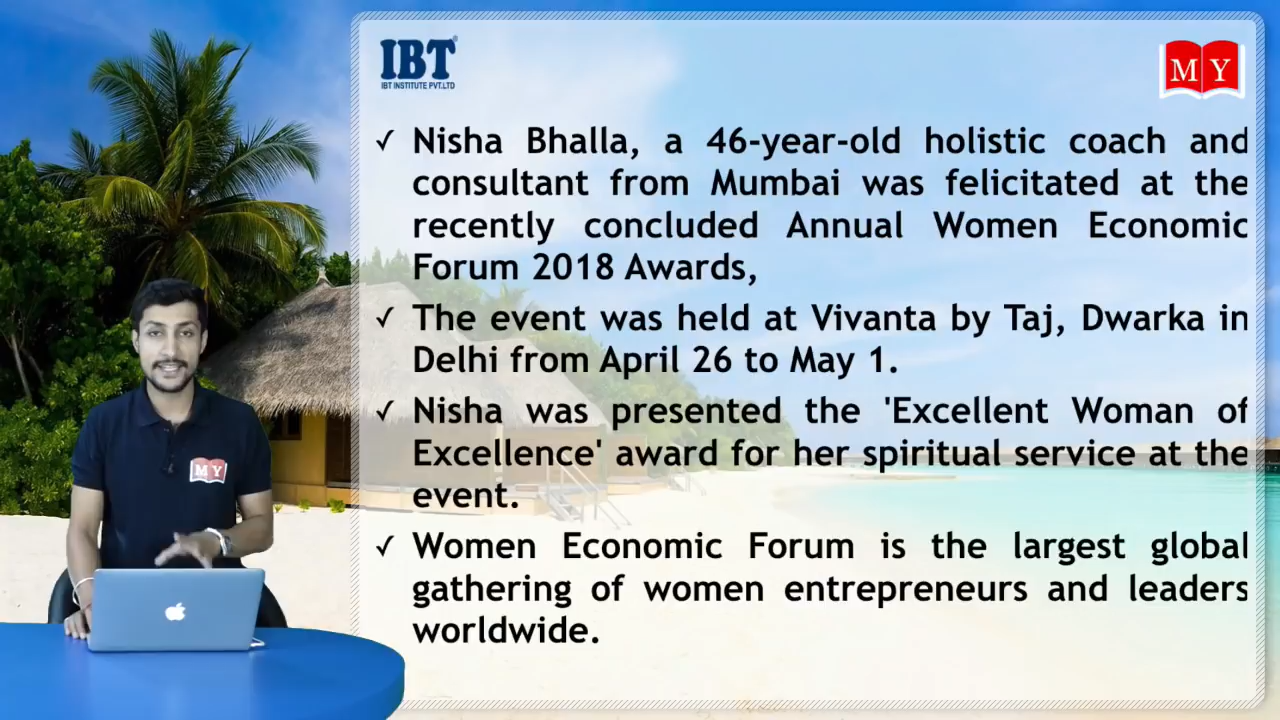 IBT
IBT INSTITUTE PVT.LTD
M Y
✓ Nisha Bhalla, a 46-year-old holistic coach and
consultant from Mumbai was felicitated at the
recently concluded Annual Women Economic
Forum 2018 Awards,
✓ The event was held at Vivanta by Taj, Dwarka in
Delhi from April 26 to May 1.
✓ Nisha was presented the 'Excellent Woman of
Excellence' award for her spiritual service at the
event.
✓ Women Economic Forum is the largest global
gathering of women entrepreneurs and leaders
worldwide.
M Y